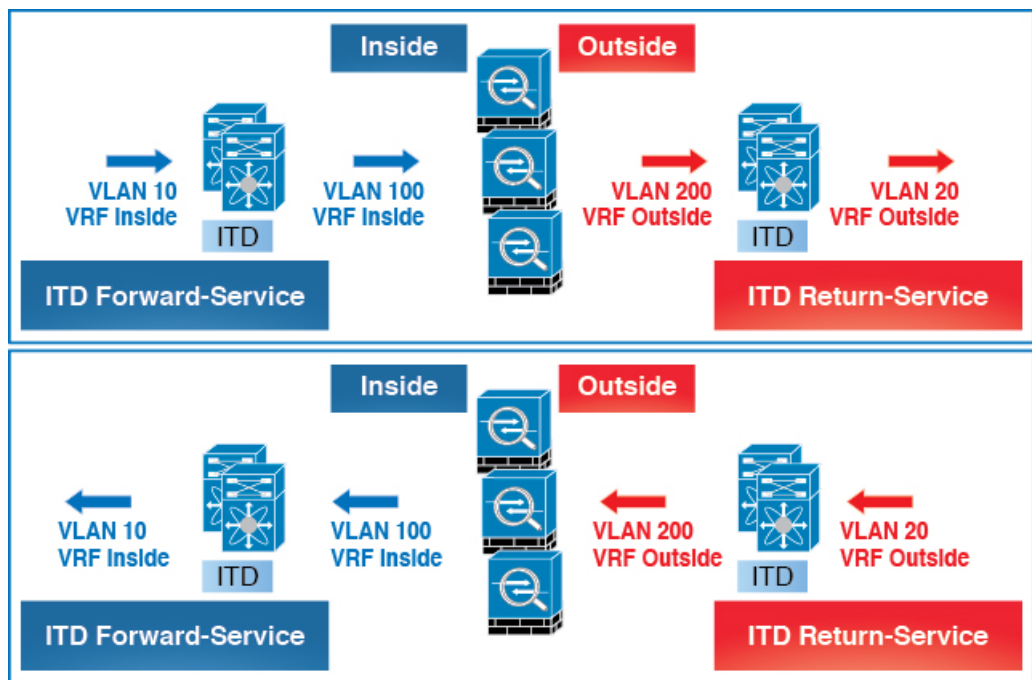 Inside
Outside
VLAN 10
VRF Inside
VLAN 100
VRF Inside
VLAN 200
VRF Outside
VLAN 20
VRF Outside
ITD
ITD
ITD Forward-Service
ITD Return-Service
Inside
Outside
VLAN 10
VRF Inside
VLAN 100
VRF Inside
VLAN 200
VRF Outside
VLAN 20
VRF Outside
ITD
ITD
ITD Forward-Service
ITD Return-Service